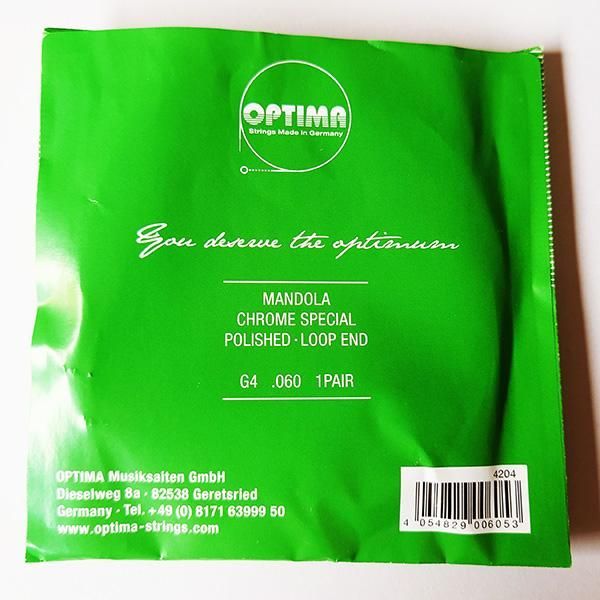 OPTIMA
Strings Made in Germany
You deserve the optimum
MANDOLA
CHROME SPECIAL
POLISHED · LOOP END
G4 .060 1PAIR
OPTIMA Musiksaiten GmbH
Dieselweg 8a · 82538 Geretsried
Germany · Tel. +49 (0) 8171 63999 50
www.optima-strings.com
4204
4 054829 006053